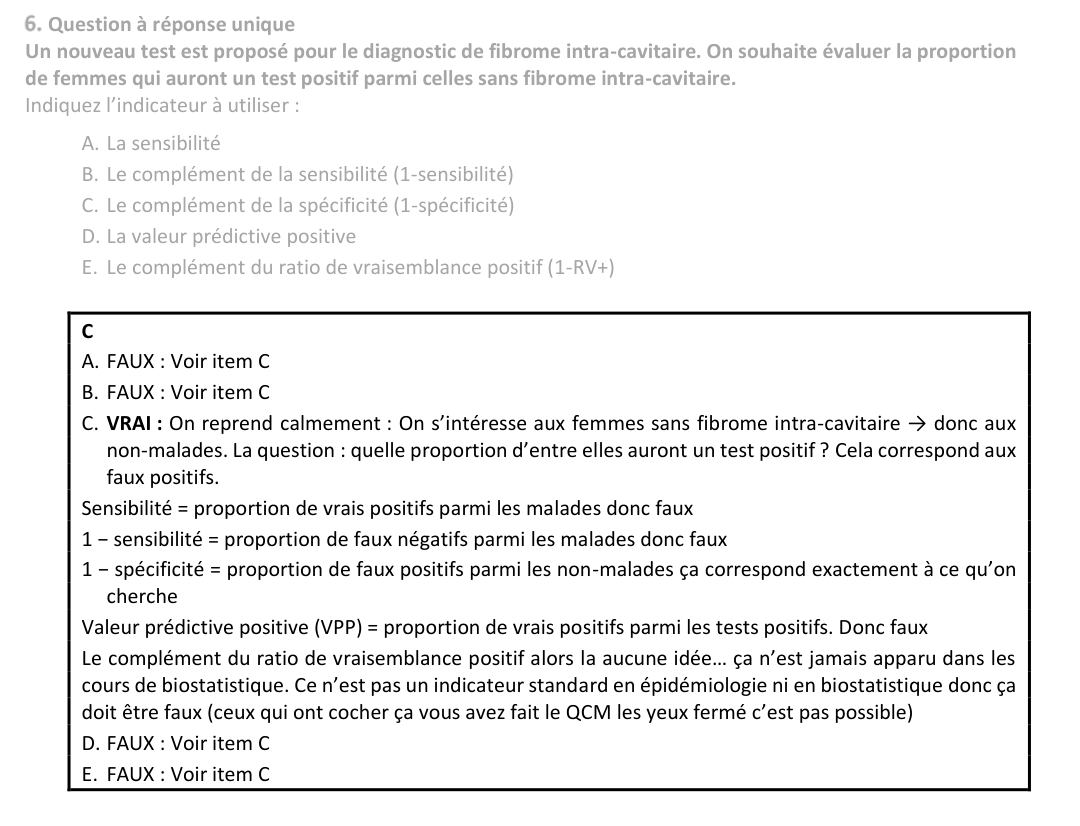 6. Question à réponse unique
Un nouveau test est proposé pour le diagnostic de fibrome intra-cavitaire. On souhaite évaluer la proportion
de femmes qui auront un test positif parmi celles sans fibrome intra-cavitaire.
Indiquez l’indicateur à utiliser :
A. La sensibilité
B. Le complément de la sensibilité (1-sensibilité)
C. Le complément de la spécificité (1-spécificité)
D. La valeur prédictive positive
E. Le complément du ratio de vraisemblance positif (1-RV+)
C
A. FAUX : Voir item C
B. FAUX : Voir item C
C. VRAI : On reprend calmement : On s’intéresse aux femmes sans fibrome intra-cavitaire → donc aux
non-malades. La question : quelle proportion d’entre elles auront un test positif ? Cela correspond aux
faux positifs.
Sensibilité = proportion de vrais positifs parmi les malades donc faux
1 − sensibilité = proportion de faux négatifs parmi les malades donc faux
1 − spécificité = proportion de faux positifs parmi les non-malades ça correspond exactement à ce qu’on
cherche
Valeur prédictive positive (VPP) = proportion de vrais positifs parmi les tests positifs. Donc faux
Le complément du ratio de vraisemblance positif alors la aucune idée… ça n’est jamais apparu dans les
cours de biostatistique. Ce n’est pas un indicateur standard en épidémiologie ni en biostatistique donc ça
doit être faux (ceux qui ont cocher ça vous avez fait le QCM les yeux fermé c’est pas possible)
D. FAUX : Voir item C
E. FAUX : Voir item C